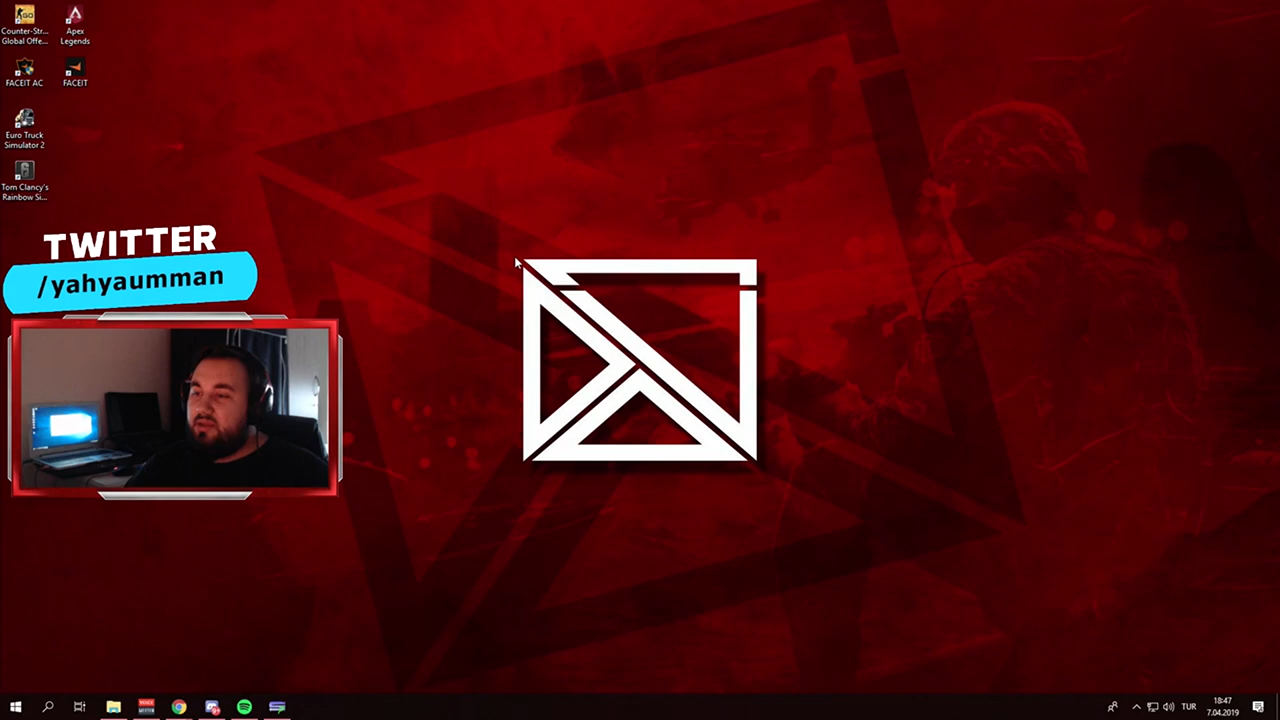 Counter-Str...
Global Offe...
Apex
Legends
FACEIT AC
FACEIT
Euro Truck
Simulator 2
Tom Clancy's
Rainbow Si...
TWITTER
/yahyaumman
TUR
18:47
7.04.2019